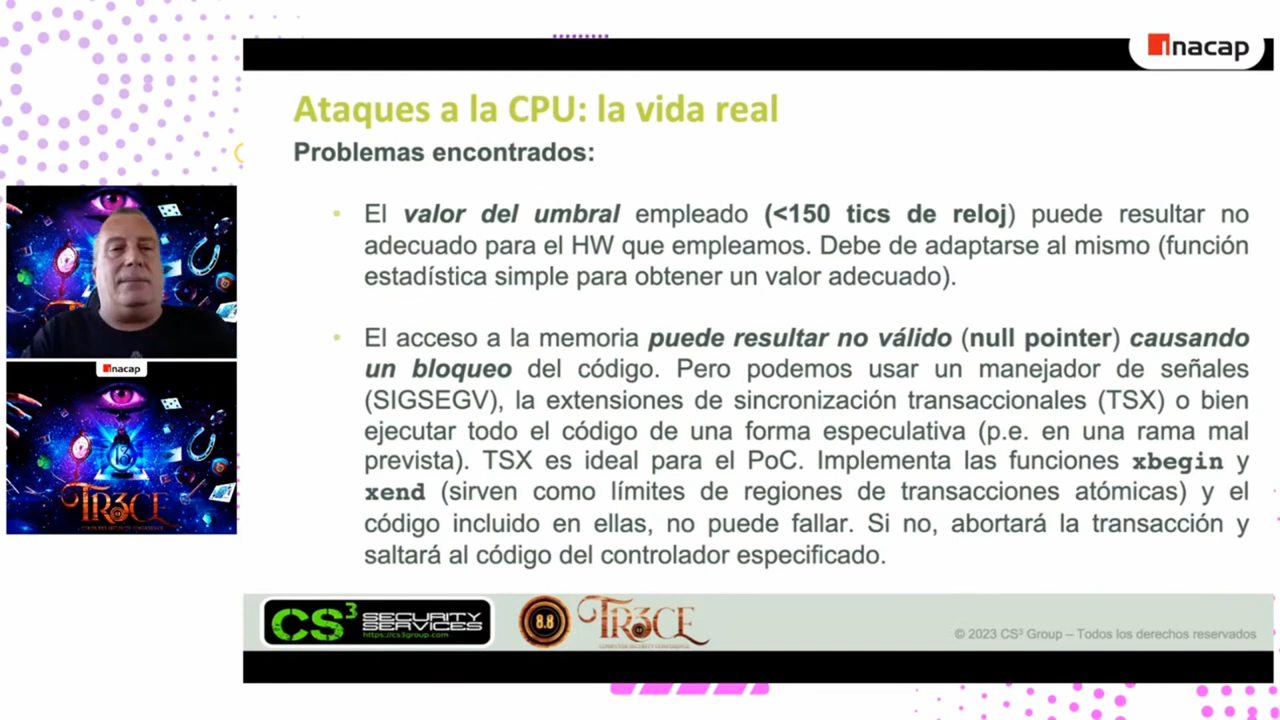 Inacap
Ataques a la CPU: la vida real
Problemas encontrados:
• El valor del umbral empleado (<150 tics de reloj) puede resultar no
adecuado para el HW que empleamos. Debe de adaptarse al mismo (función
estadística simple para obtener un valor adecuado).
• El acceso a la memoria puede resultar no válido (null pointer) causando
un bloqueo del código. Pero podemos usar un manejador de señales
(SIGSEGV), la extensiones de sincronización transaccionales (TSX) o bien
ejecutar todo el código de una forma especulativa (p.e. en una rama mal
prevista). TSX es ideal para el PoC. Implementa las funciones xbegin y
xend (sirven como límites de regiones de transacciones atómicas) y el
código incluido en ellas, no puede fallar. Si no, abortará la transacción y
saltará al código del controlador especificado.
inacap
13
TR3CE
CS³ SECURITY
SERVICES
https://cs3group.com
8.8
TR3CE
© 2023 CS³ Group – Todos los derechos reservados